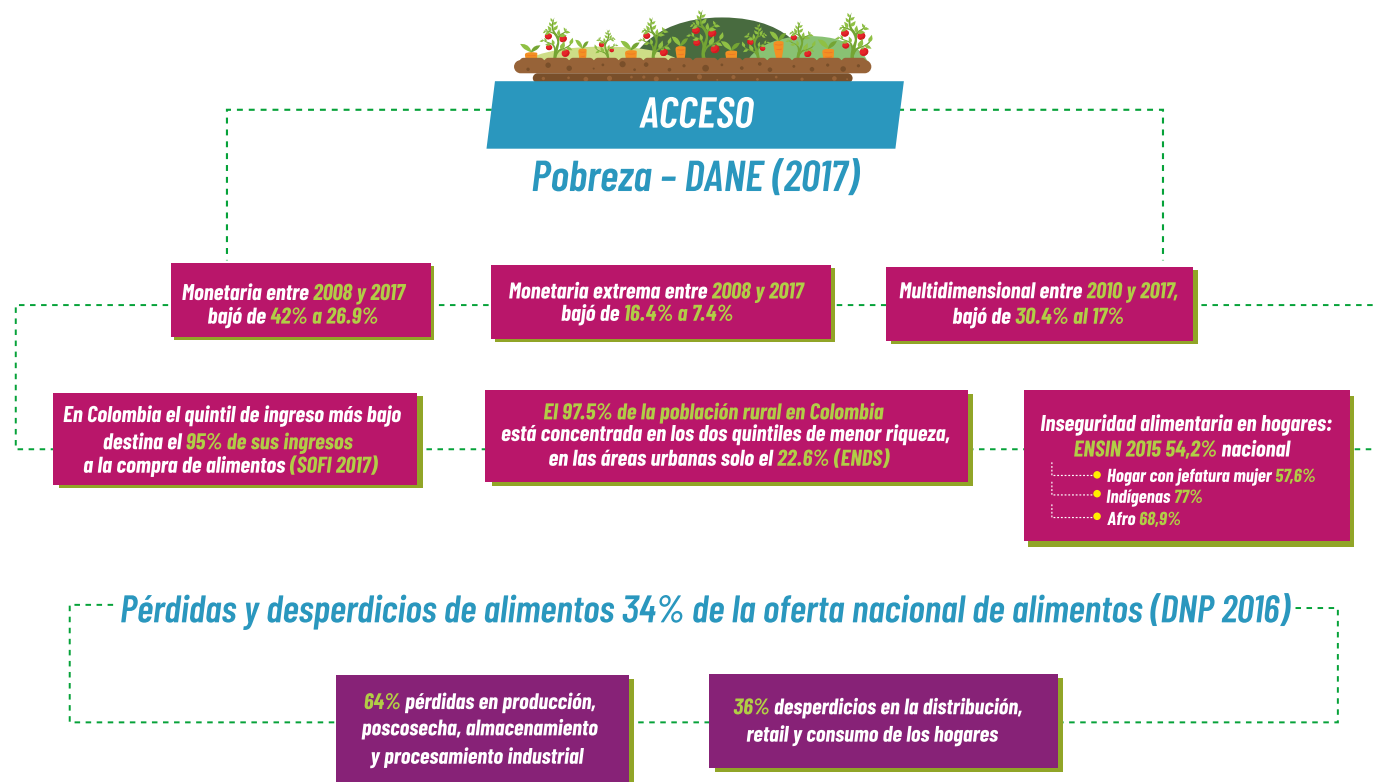 ACCESO
Pobreza – DANE (2017)
Monetaria entre 2008 y 2017
bajó de 42% a 26.9%
Monetaria extrema entre 2008 y 2017
bajó de 16.4% a 7.4%
Multidimensional entre 2010 y 2017,
bajó de 30.4% al 17%
En Colombia el quintil de ingreso más bajo
destina el 95% de sus ingresos
a la compra de alimentos (SOFI 2017)
El 97.5% de la población rural en Colombia
está concentrada en los dos quintiles de menor riqueza,
en las áreas urbanas solo el 22.6% (ENDS)
Inseguridad alimentaria en hogares:
ENSIN 2015 54,2% nacional
Hogar con jefatura mujer 57,6%
Indígenas 77%
Afro 68,9%
Pérdidas y desperdicios de alimentos 34% de la oferta nacional de alimentos (DNP 2016)
64% pérdidas en producción,
poscosecha, almacenamiento
y procesamiento industrial
36% desperdicios en la distribución,
retail y consumo de los hogares